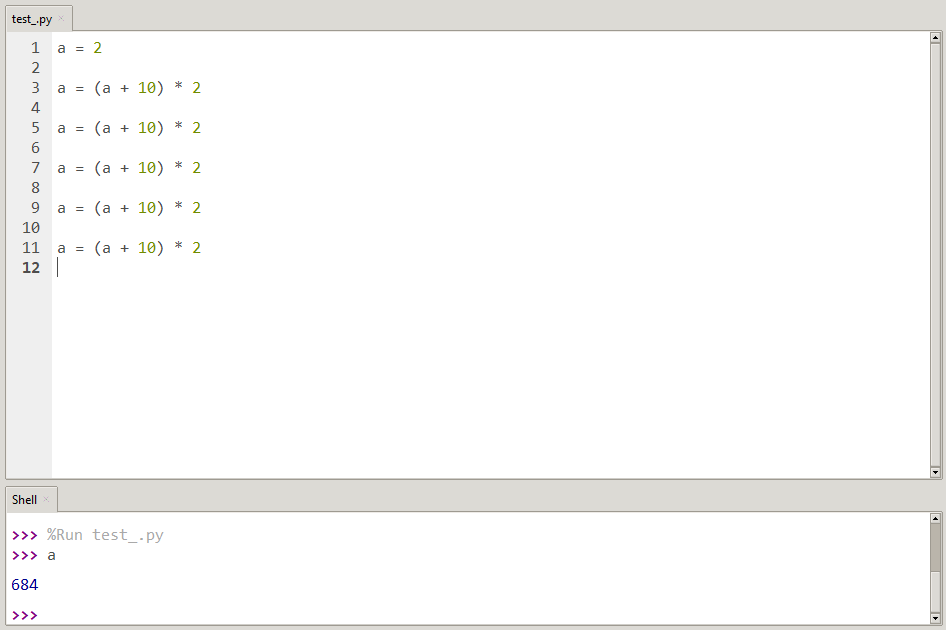 test_.py
1 a = 2
2
3 a = (a + 10) * 2
4
5 a = (a + 10) * 2
6
7 a = (a + 10) * 2
8
9 a = (a + 10) * 2
10
11 a = (a + 10) * 2
12
Shell
>>> %Run test_.py
>>> a
684
>>>